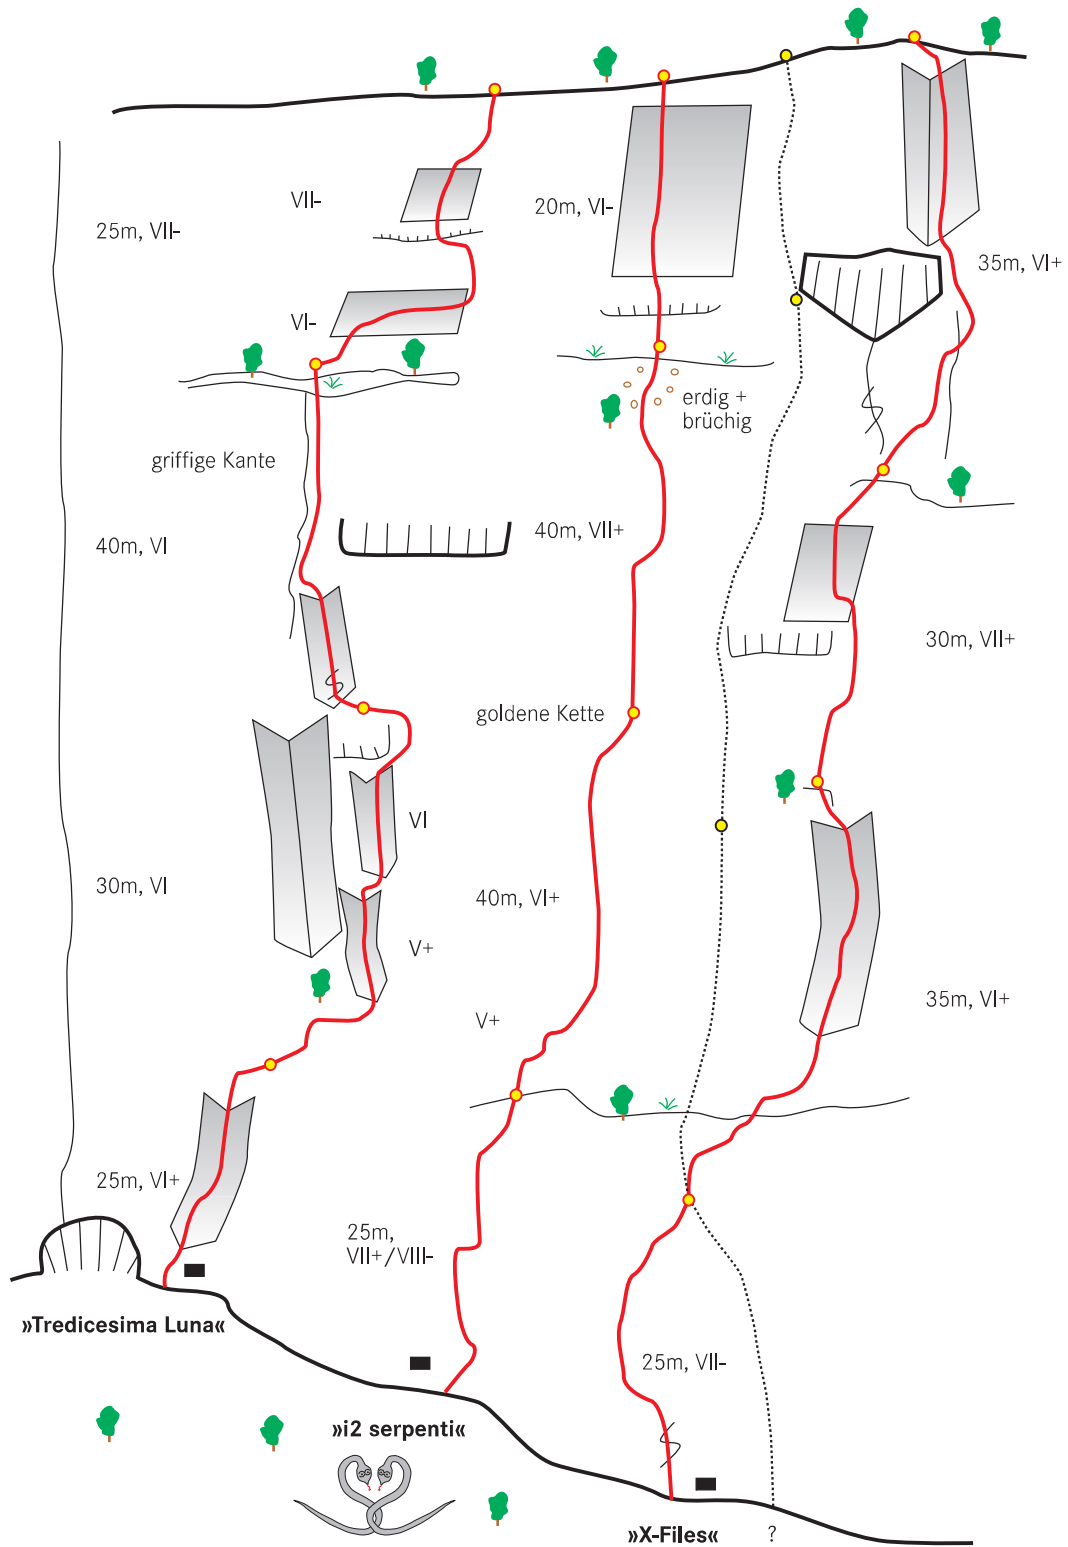 VII-
20m, VI-
25m, VII-
35m, VI+
VI-
erdig +
brüchig
griffige Kante
40m, VI
40m, VII+
30m, VII+
goldene Kette
VI
30m, VI
40m, VI+
V+
35m, VI+
V+
25m, VI+
25m,
VII+/VIII-
»Tredicesima Luna«
25m, VII-
»i2 serpenti«
»X-Files«
?